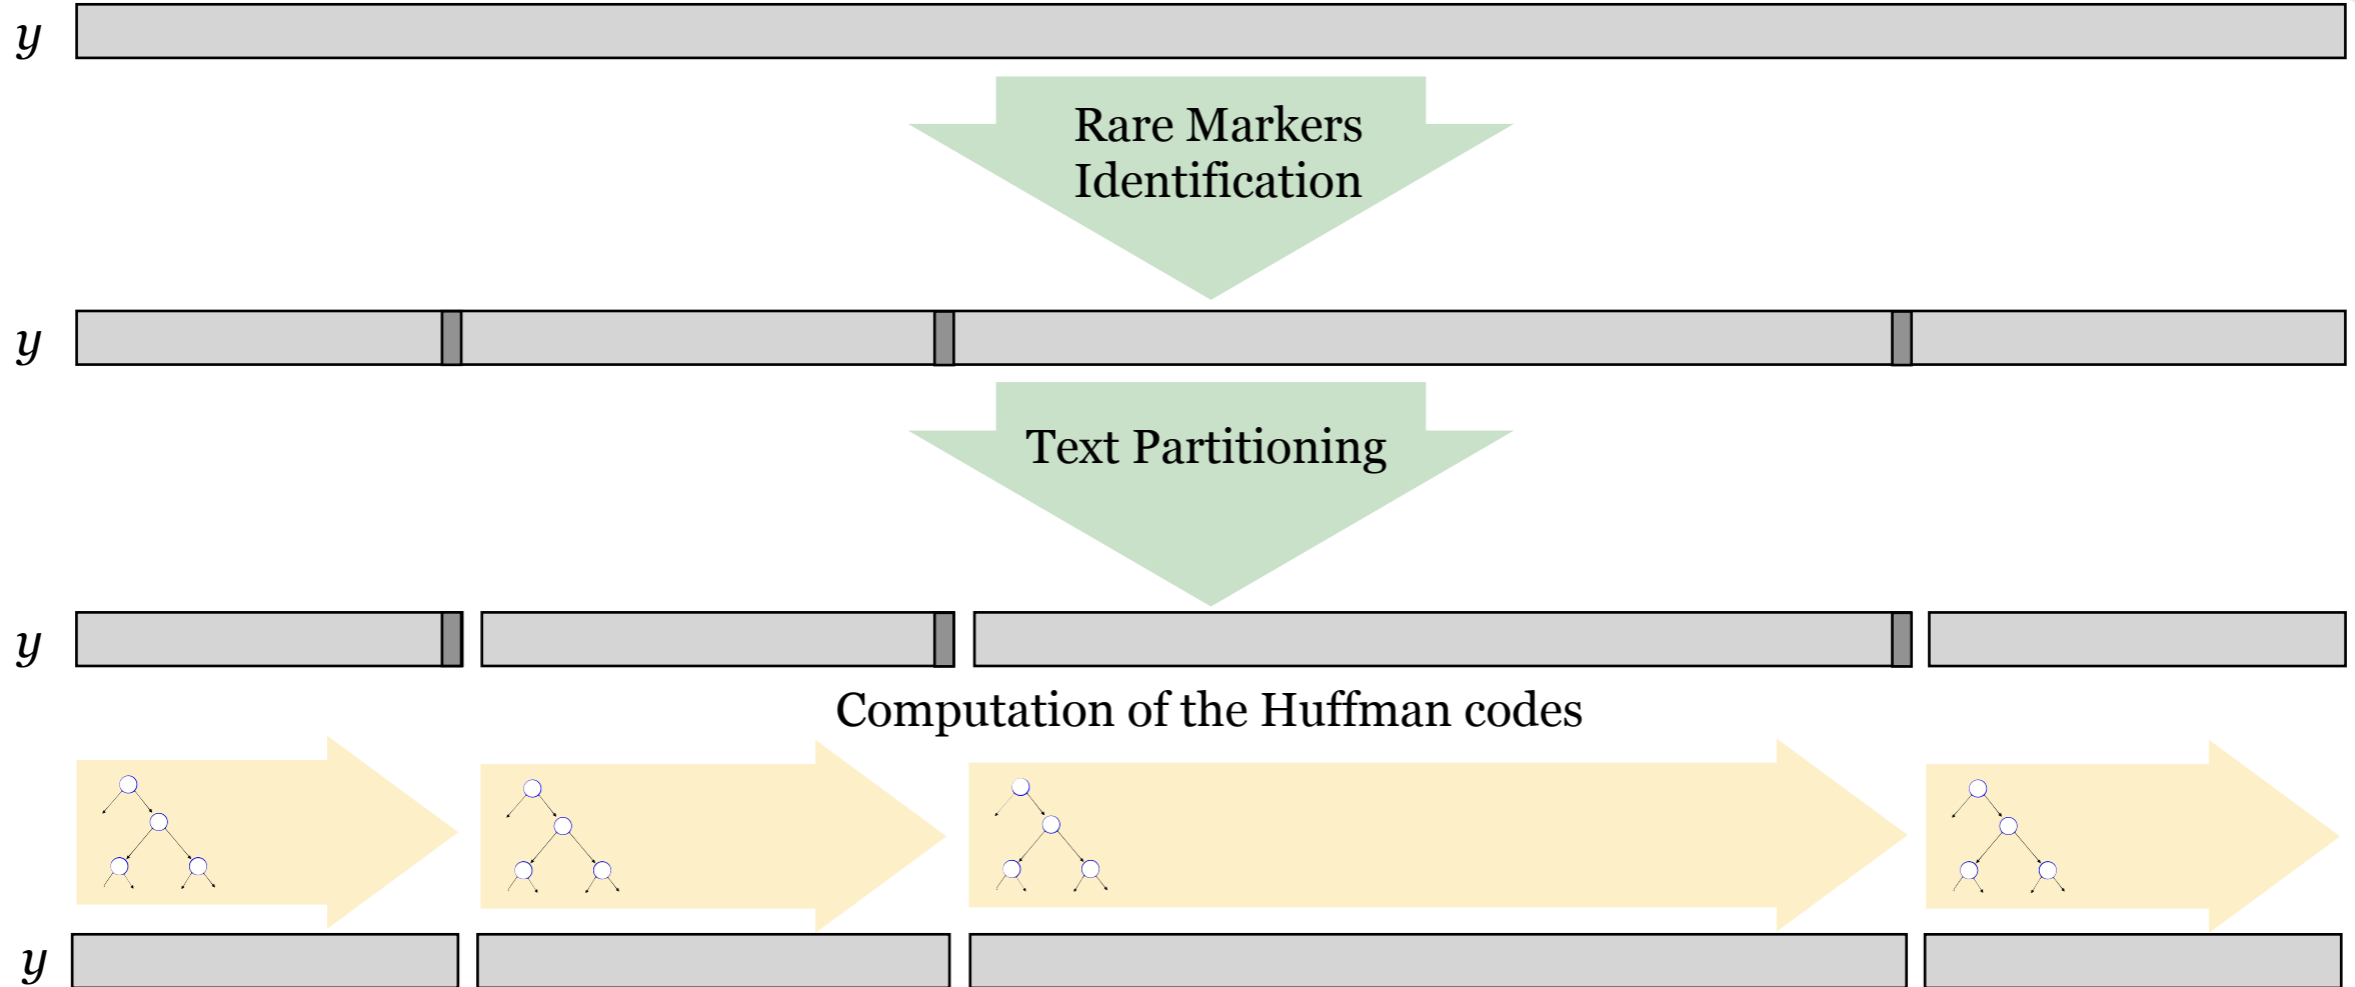 y
Rare Markers
Identification
y
Text Partitioning
y
Computation of the Huffman codes
y